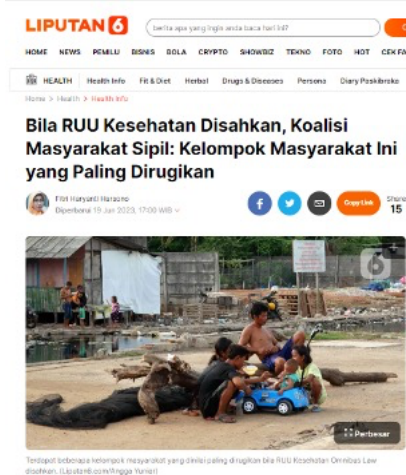 LIPUTAN 6
berita apa yang ingin anda baca hari ini?
HOME NEWS PEMILU BISNIS BOLA CRYPTO SHOWBIZ TEKNO FOTO HOT CEK FA
HEALTH Health Info Fit & Diet Herbal Drugs & Diseases Persona Diary Paskibraka
Home > Health > Health Info
Bila RUU Kesehatan Disahkan, Koalisi
Masyarakat Sipil: Kelompok Masyarakat Ini
yang Paling Dirugikan
Fitri Haryanti Harsono
Diperbarui 19 Jun 2023, 17:00 WIB
Copy Link
Share
15
6
Perbesar
Terdapat beberapa kelompok masyarakat yang dinilai paling dirugikan bila RUU Kesehatan Omnibus Law
disahkan. (Liputan6.com/Angga Yuniar)